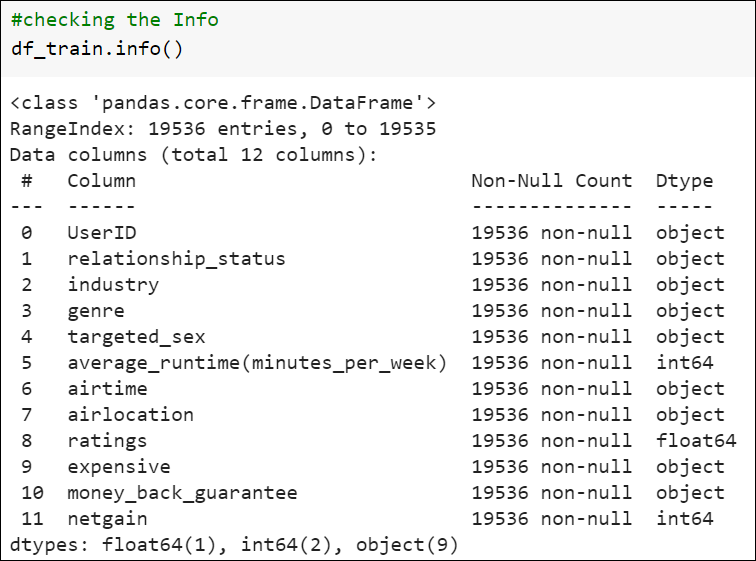 #checking the Info
df_train.info()
<class 'pandas.core.frame.DataFrame'>
RangeIndex: 19536 entries, 0 to 19535
Data columns (total 12 columns):
 #   Column                           Non-Null Count  Dtype
---  ------                           --------------  -----
 0   UserID                           19536 non-null  object
 1   relationship_status              19536 non-null  object
 2   industry                         19536 non-null  object
 3   genre                            19536 non-null  object
 4   targeted_sex                     19536 non-null  object
 5   average_runtime(minutes_per_week)  19536 non-null  int64
 6   airtime                          19536 non-null  object
 7   airlocation                      19536 non-null  object
 8   ratings                          19536 non-null  float64
 9   expensive                        19536 non-null  object
 10  money_back_guarantee             19536 non-null  object
 11  netgain                          19536 non-null  int64
dtypes: float64(1), int64(2), object(9)